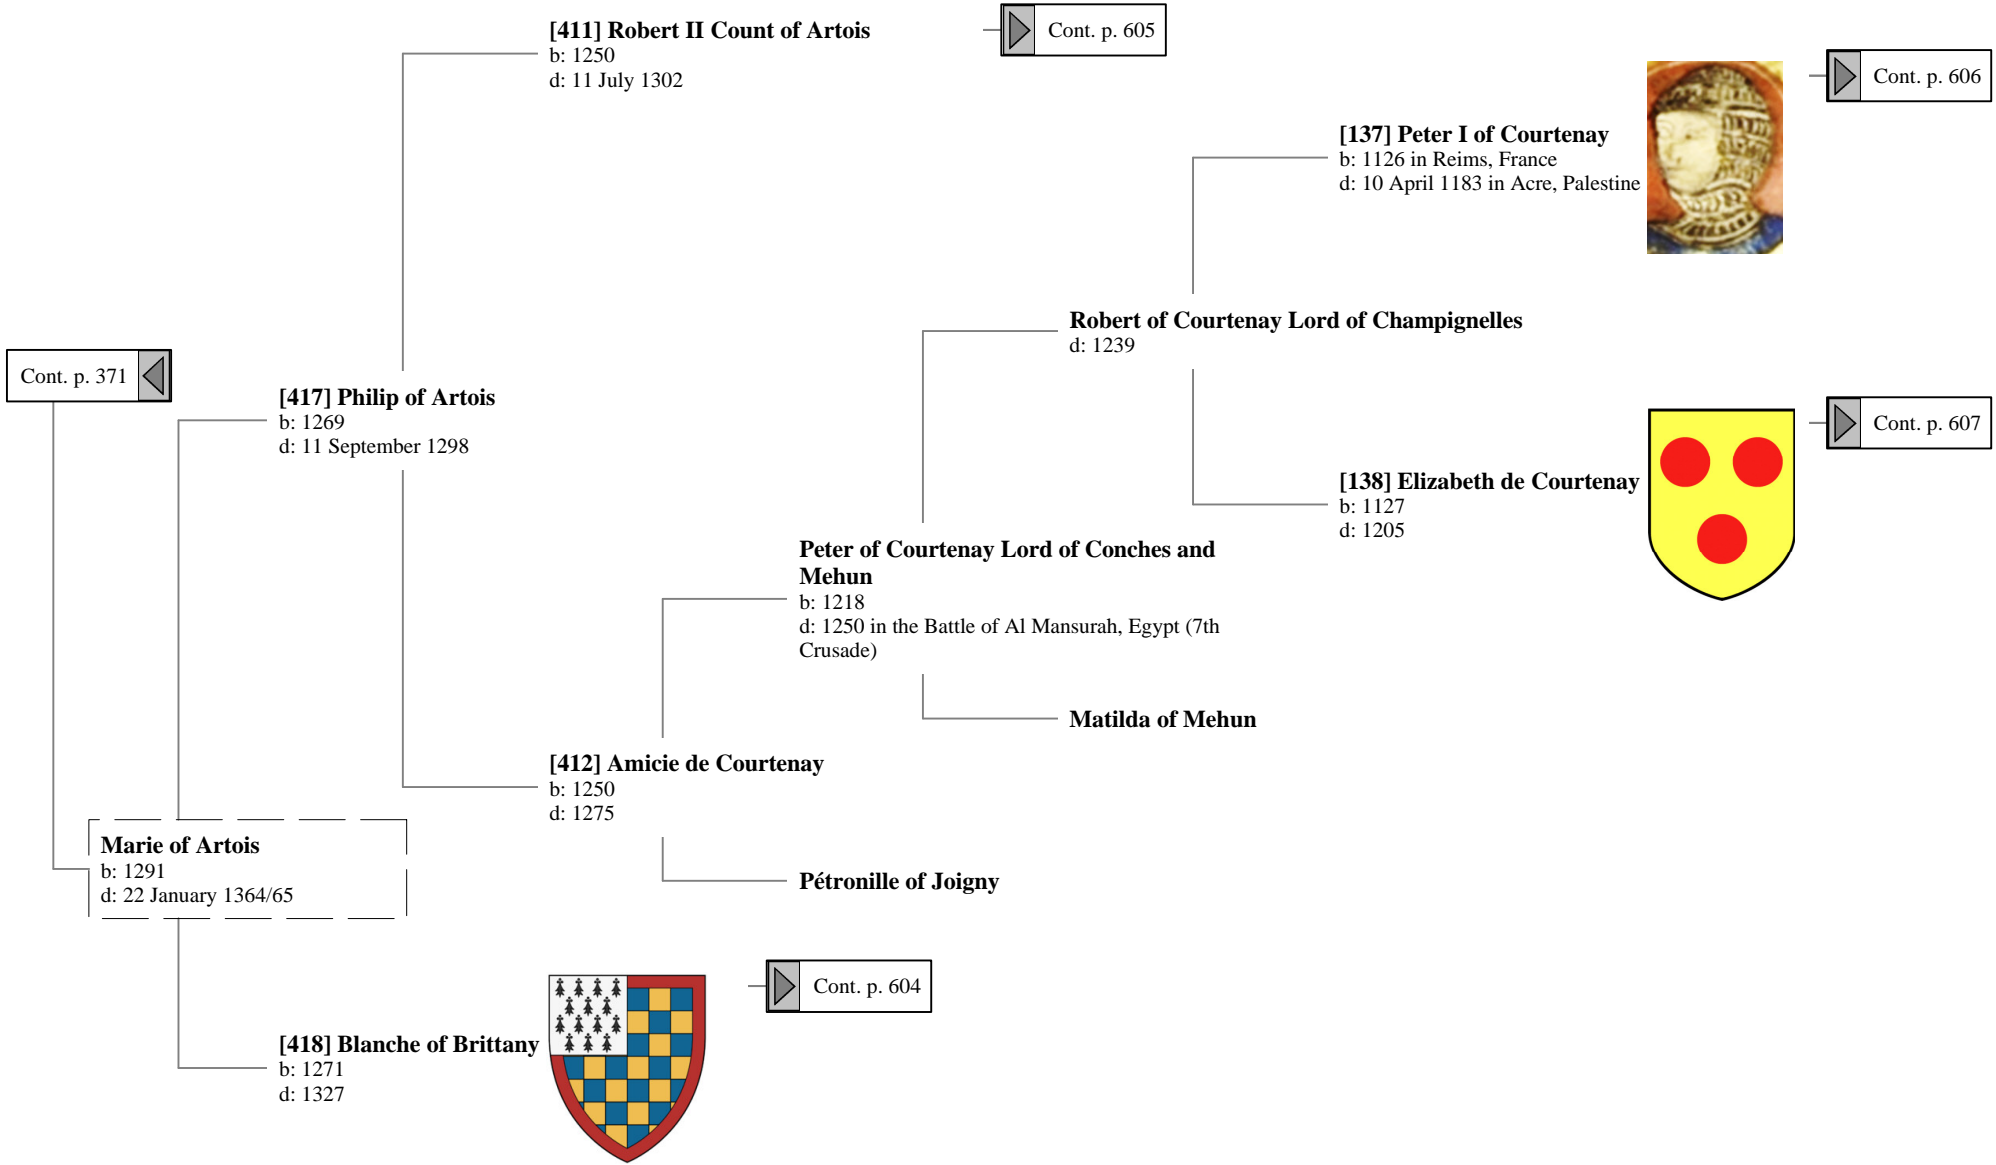 [411] Robert II Count of Artois
b: 1250
d: 11 July 1302
Cont. p. 605
Cont. p. 606
[137] Peter I of Courtenay
b: 1126 in Reims, France
d: 10 April 1183 in Acre, Palestine
Robert of Courtenay Lord of Champignelles
d: 1239
Cont. p. 371
[417] Philip of Artois
b: 1269
d: 11 September 1298
Cont. p. 607
[138] Elizabeth de Courtenay
b: 1127
d: 1205
Peter of Courtenay Lord of Conches and
Mehun
b: 1218
d: 1250 in the Battle of Al Mansurah, Egypt (7th
Crusade)
Matilda of Mehun
[412] Amicie de Courtenay
b: 1250
d: 1275
Marie of Artois
b: 1291
d: 22 January 1364/65
Pétronille of Joigny
Cont. p. 604
[418] Blanche of Brittany
b: 1271
d: 1327